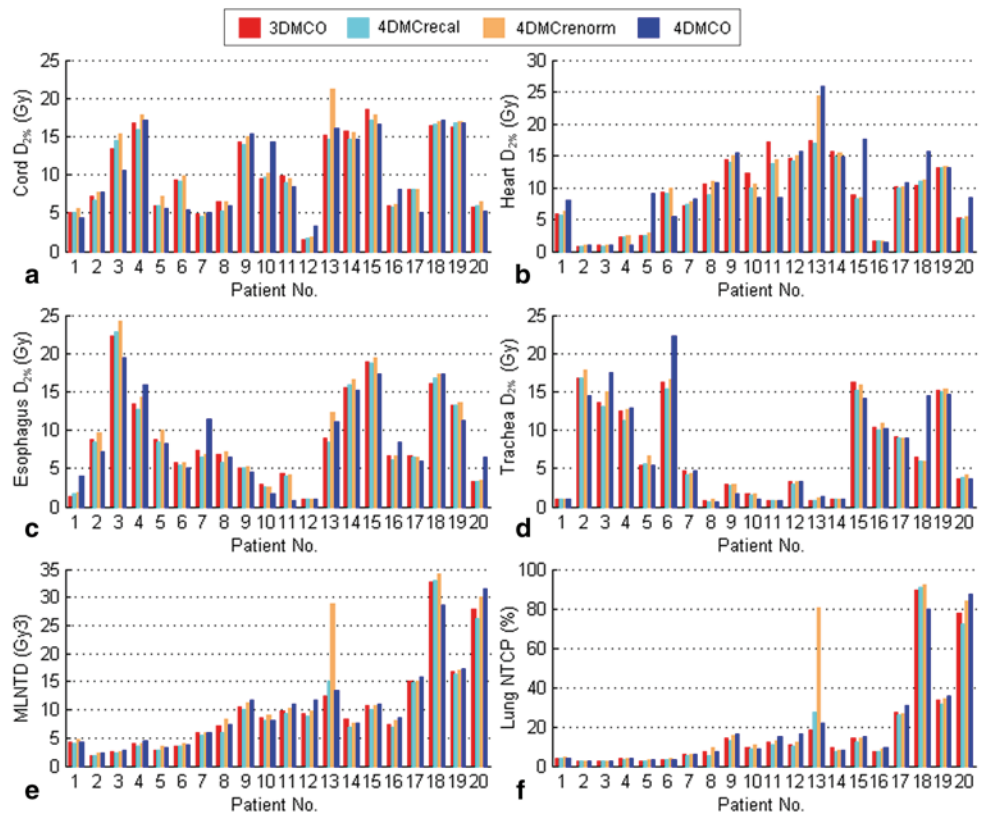 3DMCO 4DMCrecal 4DMCrenorm 4DMCO
Cord D2% (Gy)
25
20
15
10
5
0
1 2 3 4 5 6 7 8 9 10 11 12 13 14 15 16 17 18 19 20
a
Patient No.
Heart D2% (Gy)
30
25
20
15
10
5
0
1 2 3 4 5 6 7 8 9 10 11 12 13 14 15 16 17 18 19 20
b
Patient No.
Esophagus D2% (Gy)
25
20
15
10
5
0
1 2 3 4 5 6 7 8 9 10 11 12 13 14 15 16 17 18 19 20
c
Patient No.
Trachea D2% (Gy)
25
20
15
10
5
0
1 2 3 4 5 6 7 8 9 10 11 12 13 14 15 16 17 18 19 20
d
Patient No.
MLNTD (Gy3)
35
30
25
20
15
10
5
0
1 2 3 4 5 6 7 8 9 10 11 12 13 14 15 16 17 18 19 20
e
Patient No.
Lung NTCP (%)
100
80
60
40
20
0
1 2 3 4 5 6 7 8 9 10 11 12 13 14 15 16 17 18 19 20
f
Patient No.